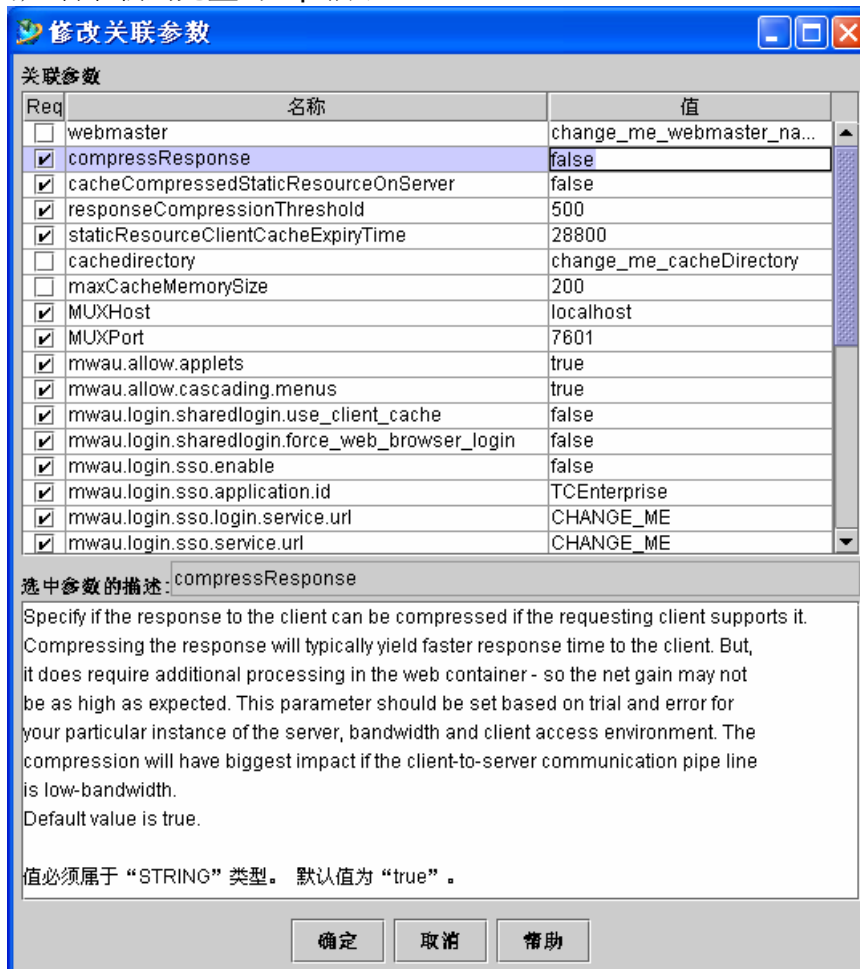 修改关联参数
关联参数
Req 名称 值
webmaster change_me_webmaster_na...
compressResponse false
cacheCompressedStaticResourceOnServer false
responseCompressionThreshold 500
staticResourceClientCacheExpiryTime 28800
cachedirectory change_me_cacheDirectory
maxCacheMemorySize 200
MUXHost localhost
MUXPort 7601
mwau.allow.applets true
mwau.allow.cascading.menus true
mwau.login.sharedlogin.use_client_cache false
mwau.login.sharedlogin.force_web_browser_login false
mwau.login.sso.enable false
mwau.login.sso.application.id TCEnterprise
mwau.login.sso.login.service.url CHANGE_ME
mwau.login.sso.service.url CHANGE_ME
选中参数的描述: compressResponse
Specify if the response to the client can be compressed if the requesting client supports it.
Compressing the response will typically yield faster response time to the client. But,
it does require additional processing in the web container - so the net gain may not
be as high as expected. This parameter should be set based on trial and error for
your particular instance of the server, bandwidth and client access environment. The
compression will have biggest impact if the client-to-server communication pipe line
is low-bandwidth.
Default value is true.
值必须属于“STRING”类型。 默认值为“true”。
确定 取消 帮助